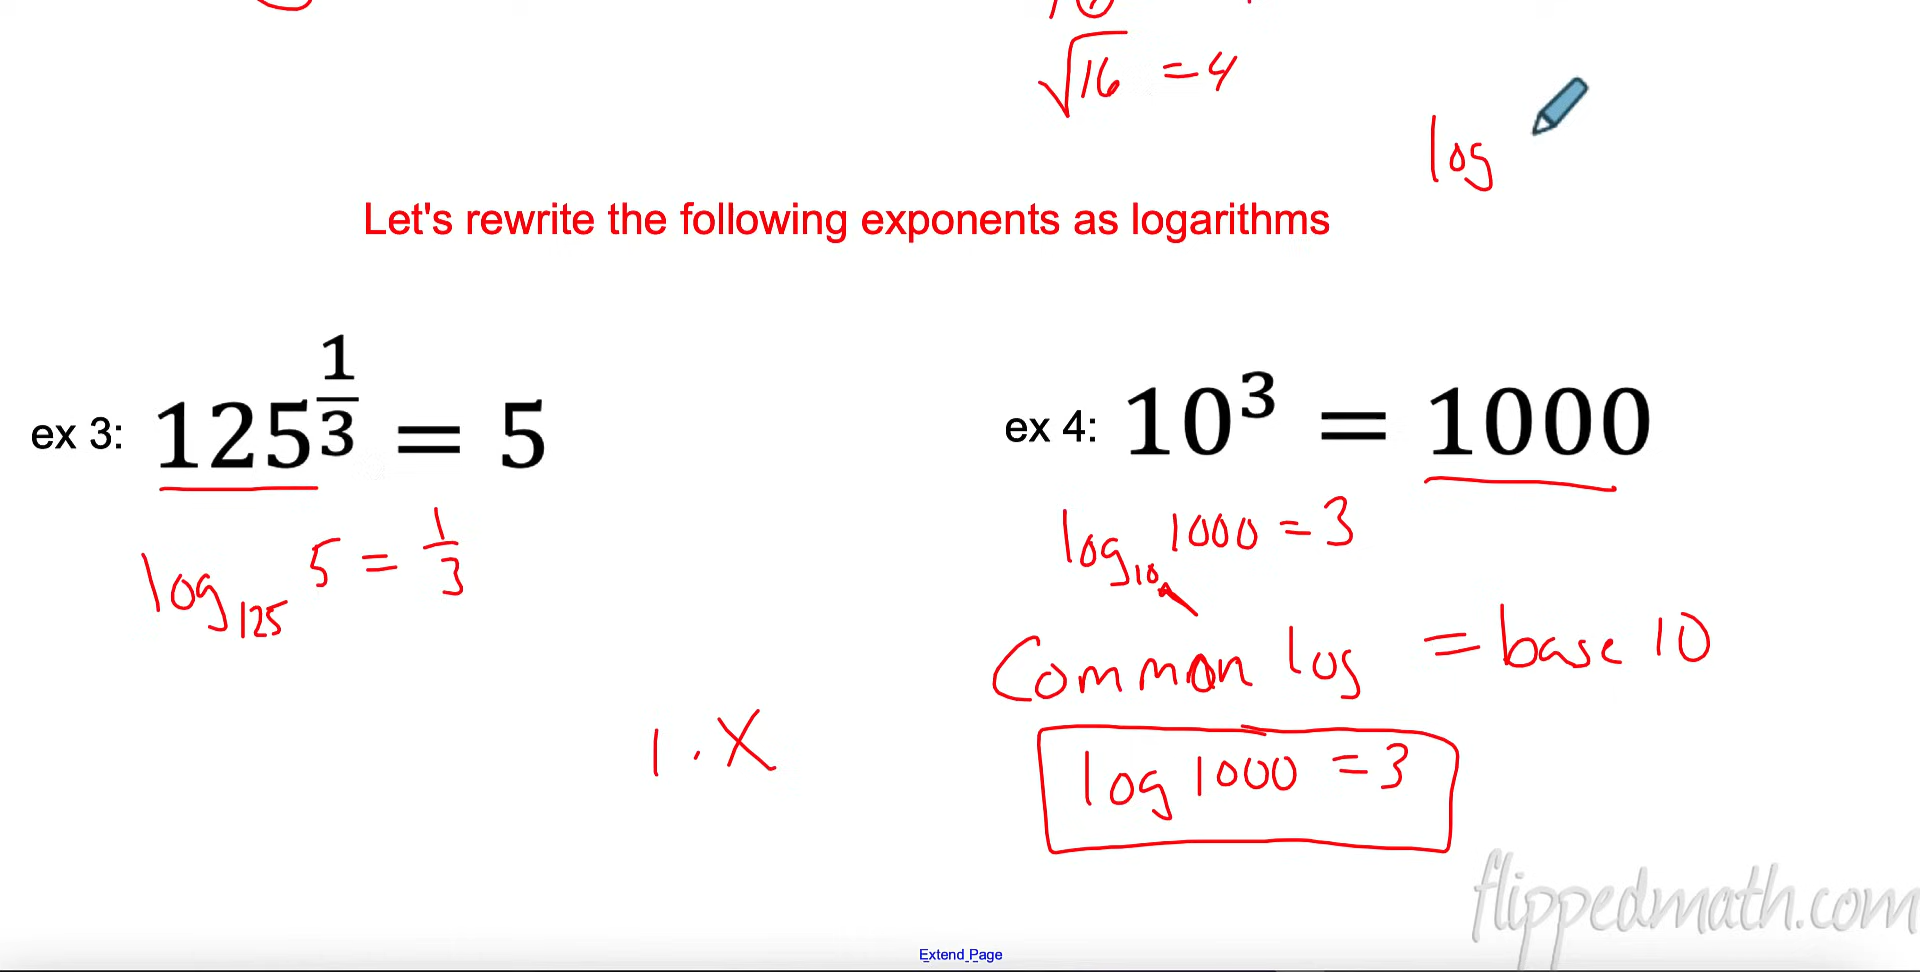 √16 = 4
log
Let's rewrite the following exponents as logarithms
ex 3: 125^(1/3) = 5
ex 4: 10³ = 1000
log₁₂₅ 5 = 1/3
log₁₀ 1000 = 3
Common log = base 10
1 · X
log 1000 = 3
flippedmath.com
Extend Page